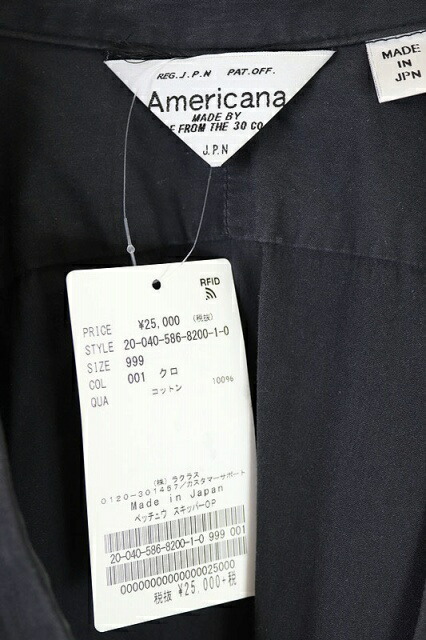 REG. J.P.N PAT. OFF.
Americana
MADE BY
F FROM THE 30 CO
J.P.N
MADE
IN
JPN
RFID
PRICE ¥25,000 (税抜)
STYLE 20-040-586-8200-1-0
SIZE 999
COL 001 クロ
QUA コットン 100%
(株) ラクラス
0120-301457/カスタマーサポート
Made in Japan
ベッチュウ スキッパーOP
20-040-586-8200-1-0 999 001
00000000000000025000
税抜 ¥25,000+税